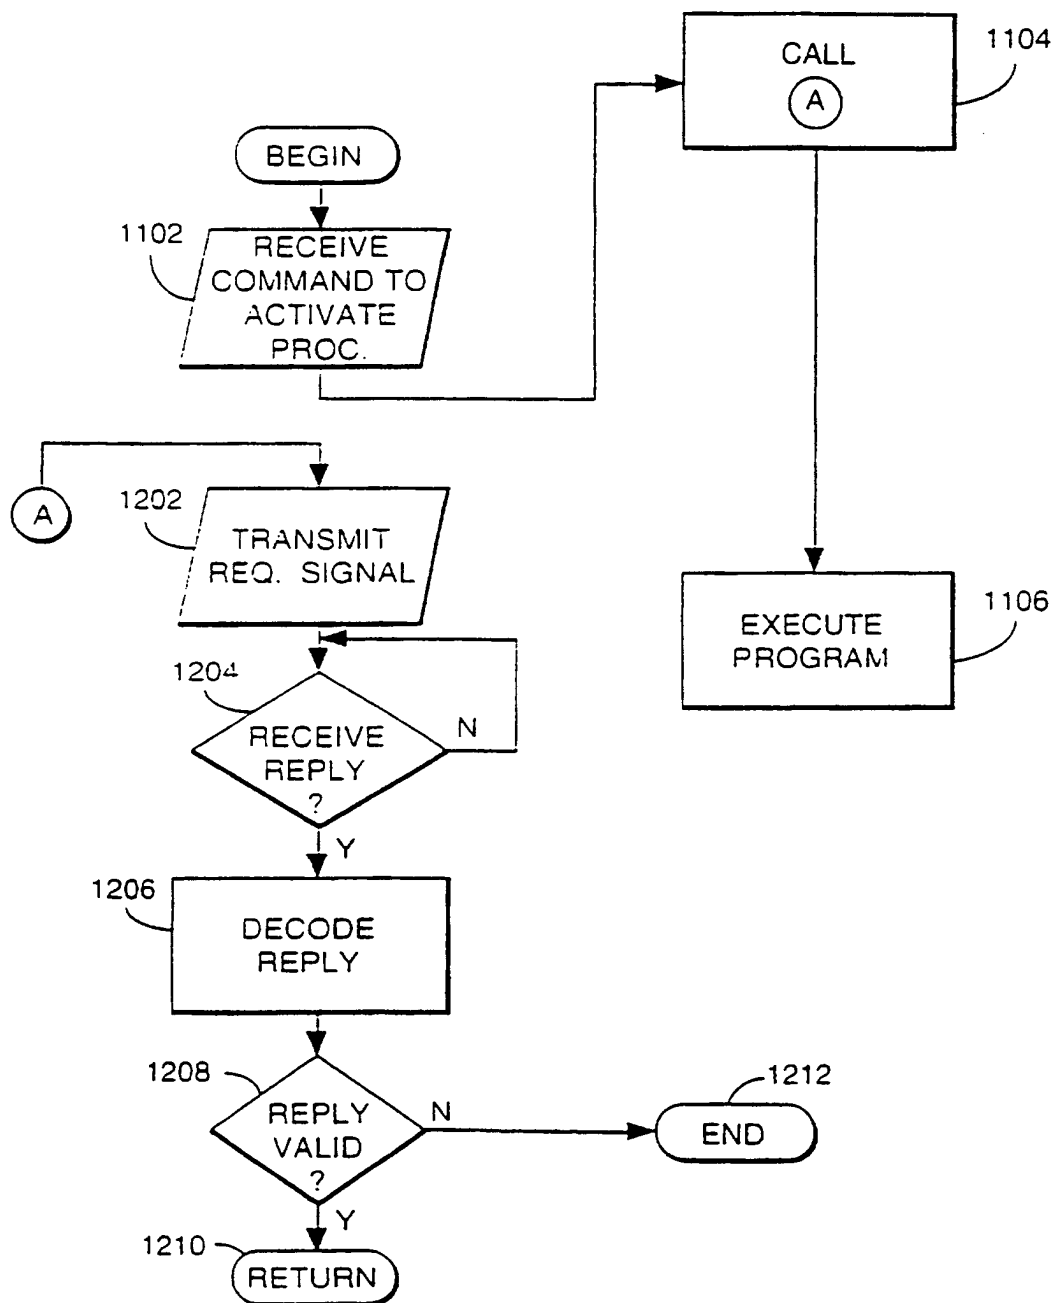 BEGIN
1102
RECEIVE
COMMAND TO
ACTIVATE
PROC.
CALL
A
1104
A
1202
TRANSMIT
REQ. SIGNAL
1204
RECEIVE
REPLY
?
N
Y
1206
DECODE
REPLY
1208
REPLY
VALID
?
N
Y
1212
END
1210
RETURN
EXECUTE
PROGRAM
1106